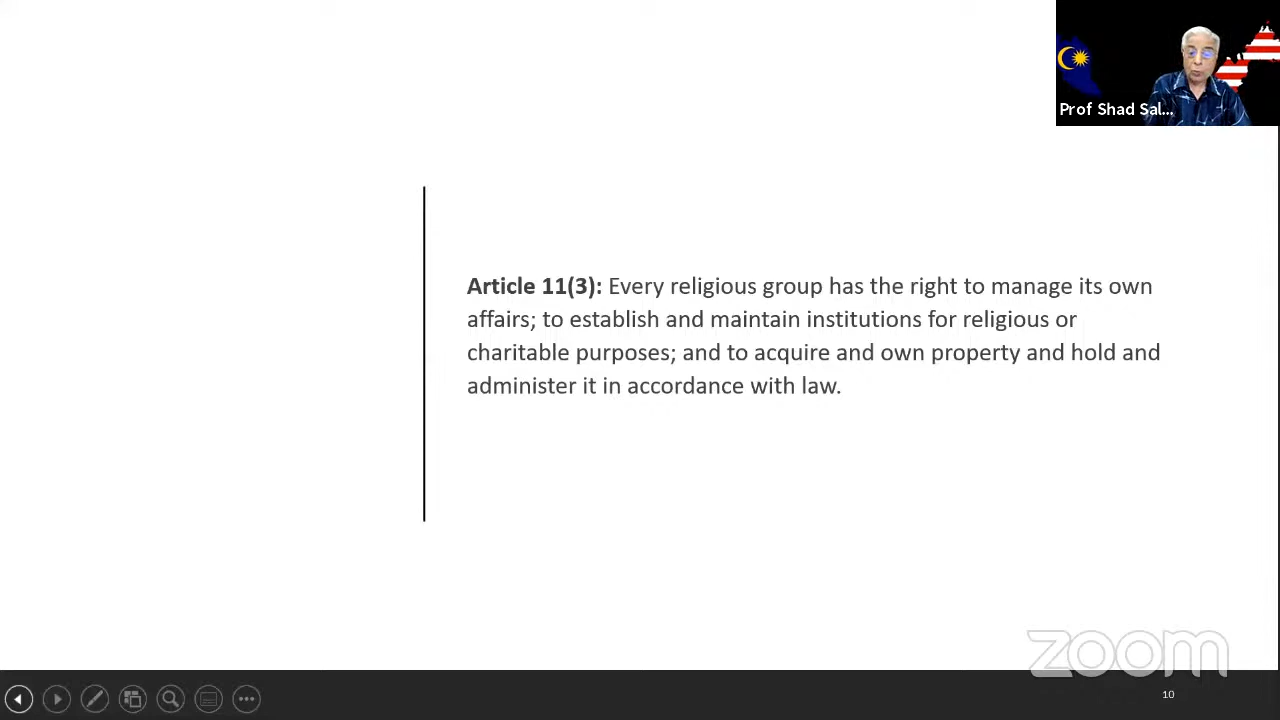 Prof Shad Sal...
Article 11(3): Every religious group has the right to manage its own
affairs; to establish and maintain institutions for religious or
charitable purposes; and to acquire and own property and hold and
administer it in accordance with law.
zoom
10